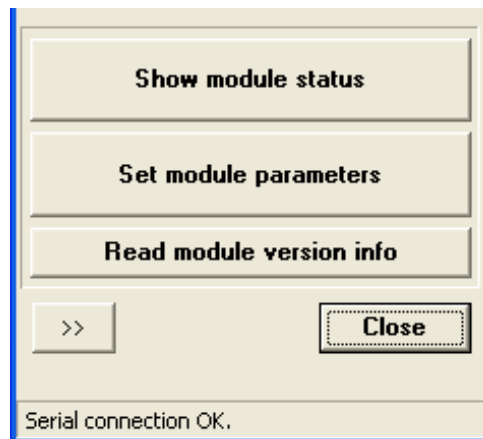 Show module status
Set module parameters
Read module version info
>>
Close
Serial connection OK.